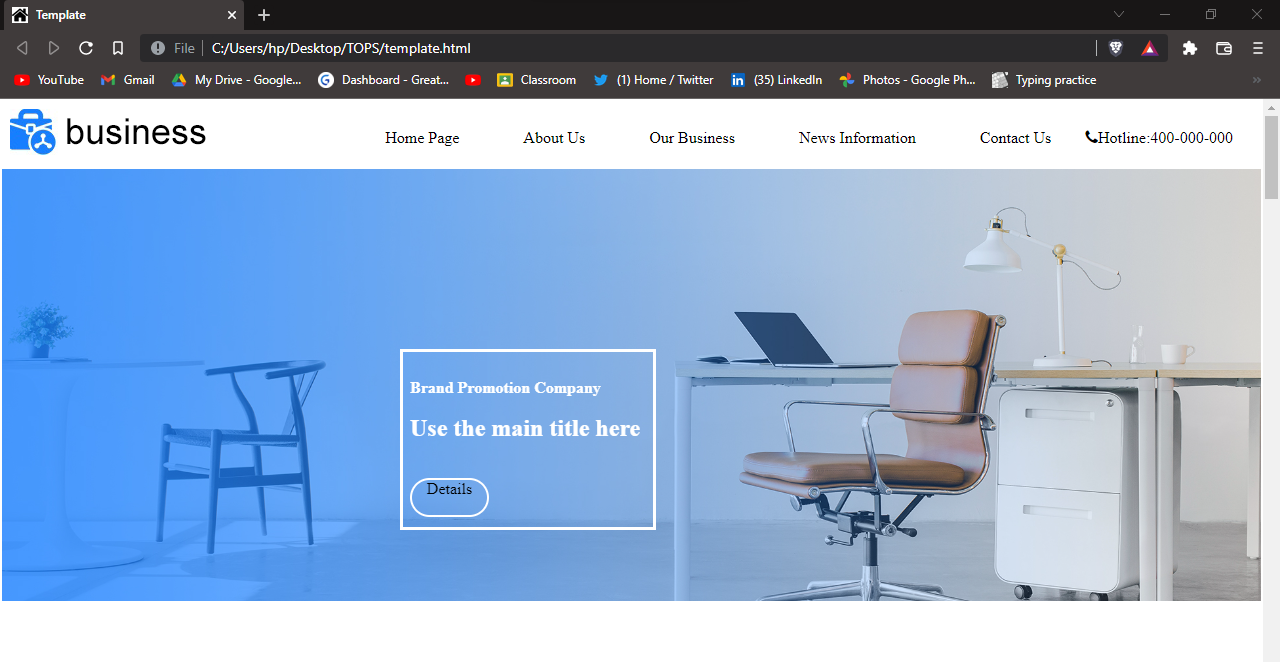 Template
File C:/Users/hp/Desktop/TOPS/template.html
YouTube Gmail My Drive - Google... Dashboard - Great... Classroom (1) Home / Twitter (35) LinkedIn Photos - Google Ph... Typing practice
business Home Page About Us Our Business News Information Contact Us Hotline:400-000-000
Brand Promotion Company
Use the main title here
Details